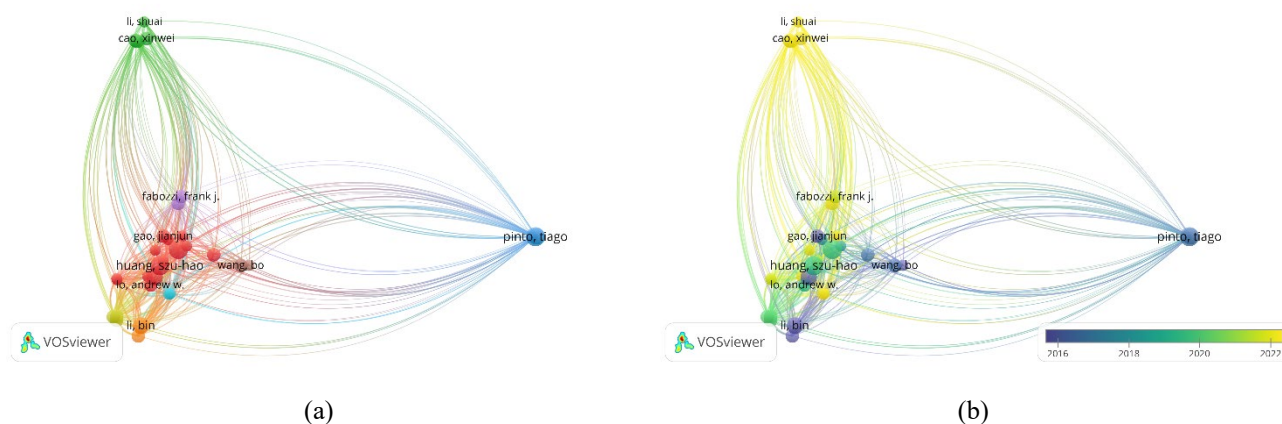 li, shuai
cao, xinwei
fabozzi, frank j.
gao, jianjun
pinto, tiago
huang, szu-hao
wang, bo
lo, andrew w.
li, bin
VOSviewer
(a)
li, shuai
cao, xinwei
fabozzi, frank j.
gao, jianjun
pinto, tiago
huang, szu-hao
wang, bo
lo, andrew w.
li, bin
VOSviewer
2016 2018 2020 2022
(b)